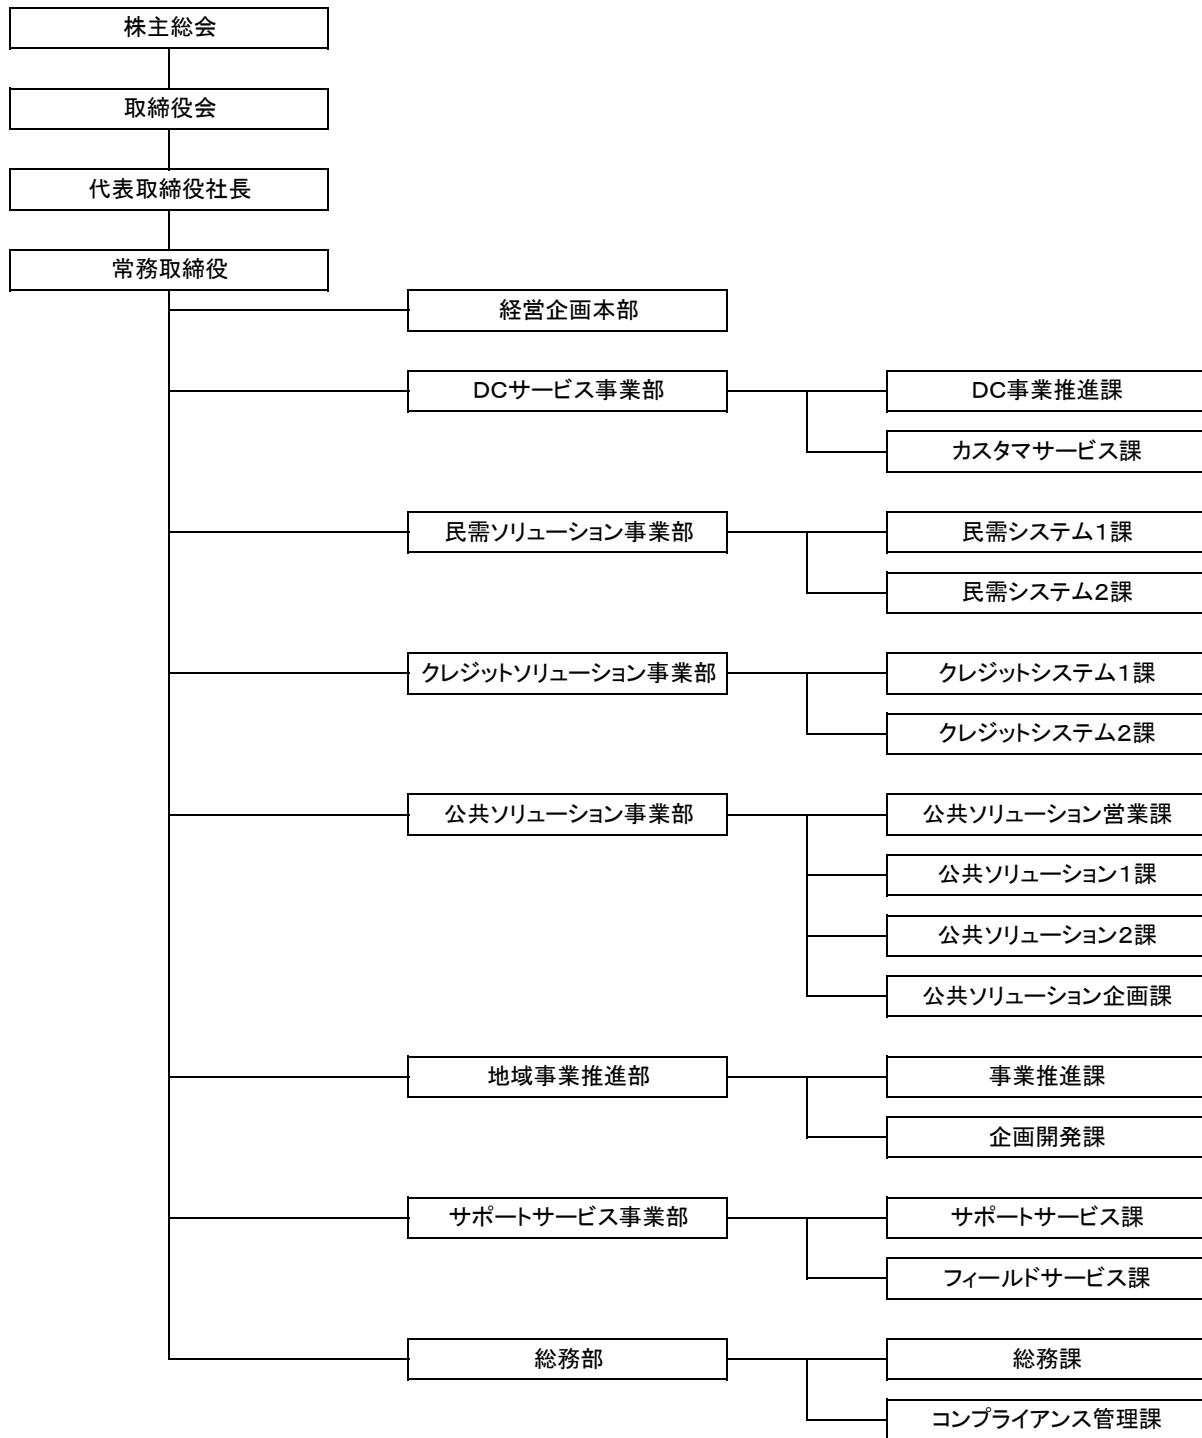 株主総会
取締役会
代表取締役社長
常務取締役
経営企画本部
DCサービス事業部
DC事業推進課
カスタマサービス課
民需ソリューション事業部
民需システム1課
民需システム2課
クレジットソリューション事業部
クレジットシステム1課
クレジットシステム2課
公共ソリューション事業部
公共ソリューション営業課
公共ソリューション1課
公共ソリューション2課
公共ソリューション企画課
地域事業推進部
事業推進課
企画開発課
サポートサービス事業部
サポートサービス課
フィールドサービス課
総務部
総務課
コンプライアンス管理課